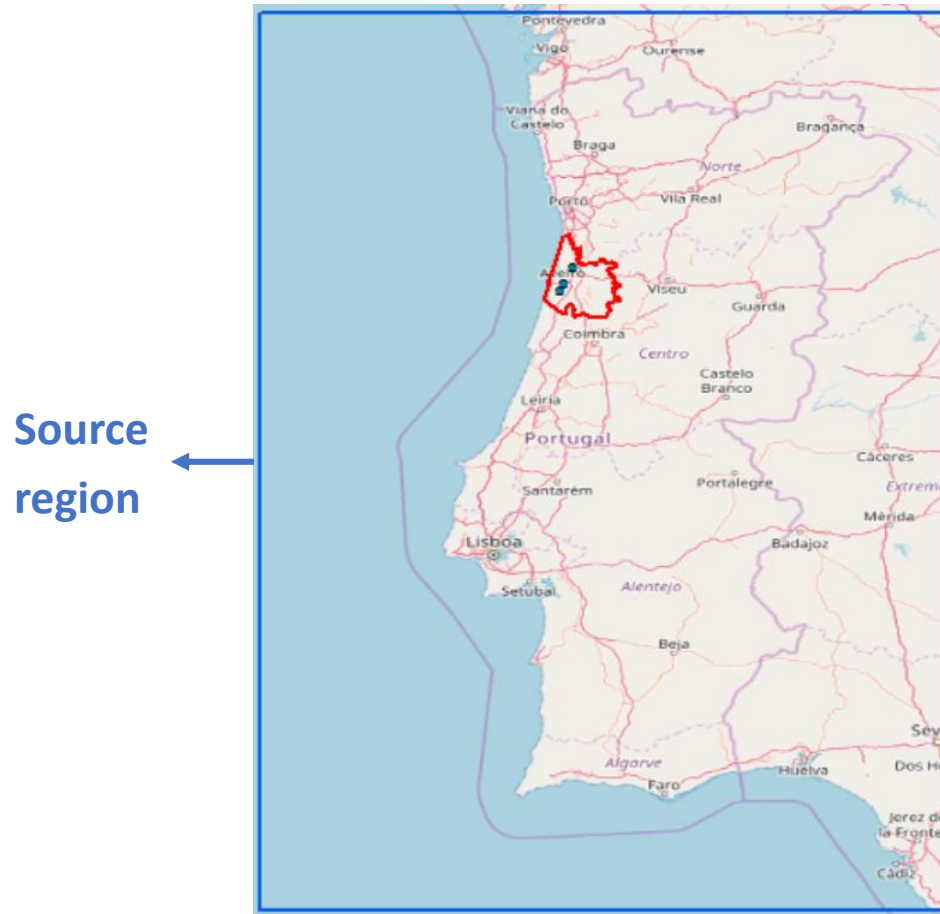 Pontevedra
Vigo
Ourense
Viana do
Castelo
Bragança
Braga
Norte
Porto
Vila Real
Aveiro
Viseu
Guarda
Coimbra
Centro
Castelo
Branco
Leiria
Portugal
Source
region
Cáceres
Santarém
Portalegre
Extrem
Mérida
Lisboa
Badajoz
Setúbal
Alentejo
Beja
Sev
Algarve
Huelva
Dos H
Faro
Jerez de
la Fronte
Cádiz